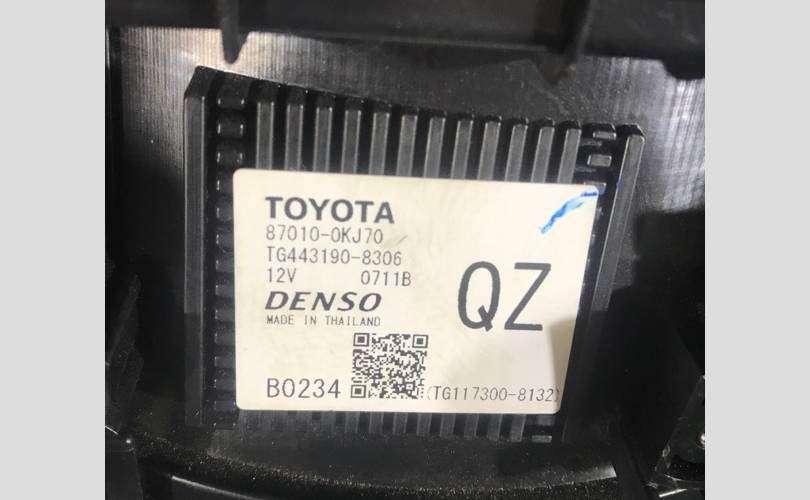 TOYOTA
87010-0KJ70
TG443190-8306
12V 0711B
DENSO
MADE IN THAILAND
QZ
B0234
(TG117300-8132)